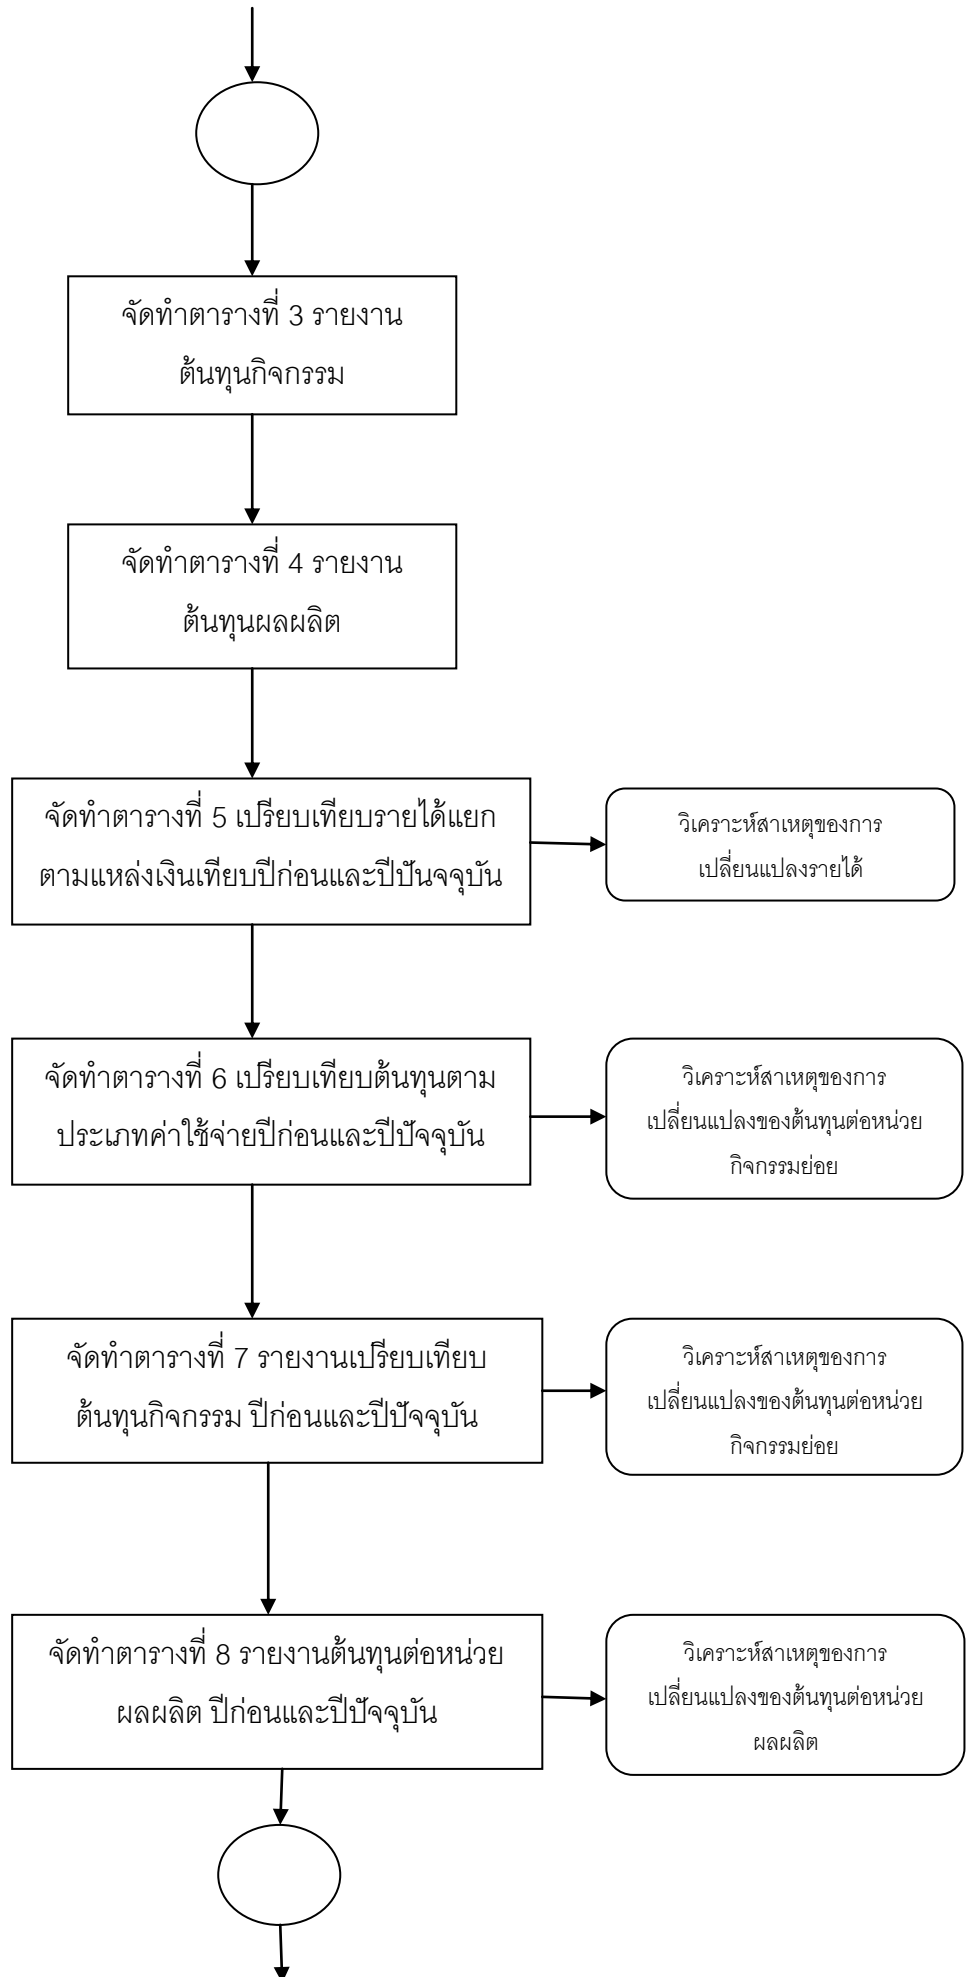 จัดทำตารางที่ 3 รายงาน
ต้นทุนกิจกรรม
จัดทำตารางที่ 4 รายงาน
ต้นทุนผลผลิต
จัดทำตารางที่ 5 เปรียบเทียบรายได้แยก
ตามแหล่งเงินเทียบปีก่อนและปีปันจจุบัน
วิเคราะห์สาเหตุของการ
เปลี่ยนแปลงรายได้
จัดทำตารางที่ 6 เปรียบเทียบต้นทุนตาม
ประเภทค่าใช้จ่ายปีก่อนและปีปัจจุบัน
วิเคราะห์สาเหตุของการ
เปลี่ยนแปลงของต้นทุนต่อหน่วย
กิจกรรมย่อย
จัดทำตารางที่ 7 รายงานเปรียบเทียบ
ต้นทุนกิจกรรม ปีก่อนและปีปัจจุบัน
วิเคราะห์สาเหตุของการ
เปลี่ยนแปลงของต้นทุนต่อหน่วย
กิจกรรมย่อย
จัดทำตารางที่ 8 รายงานต้นทุนต่อหน่วย
ผลผลิต ปีก่อนและปีปัจจุบัน
วิเคราะห์สาเหตุของการ
เปลี่ยนแปลงของต้นทุนต่อหน่วย
ผลผลิต